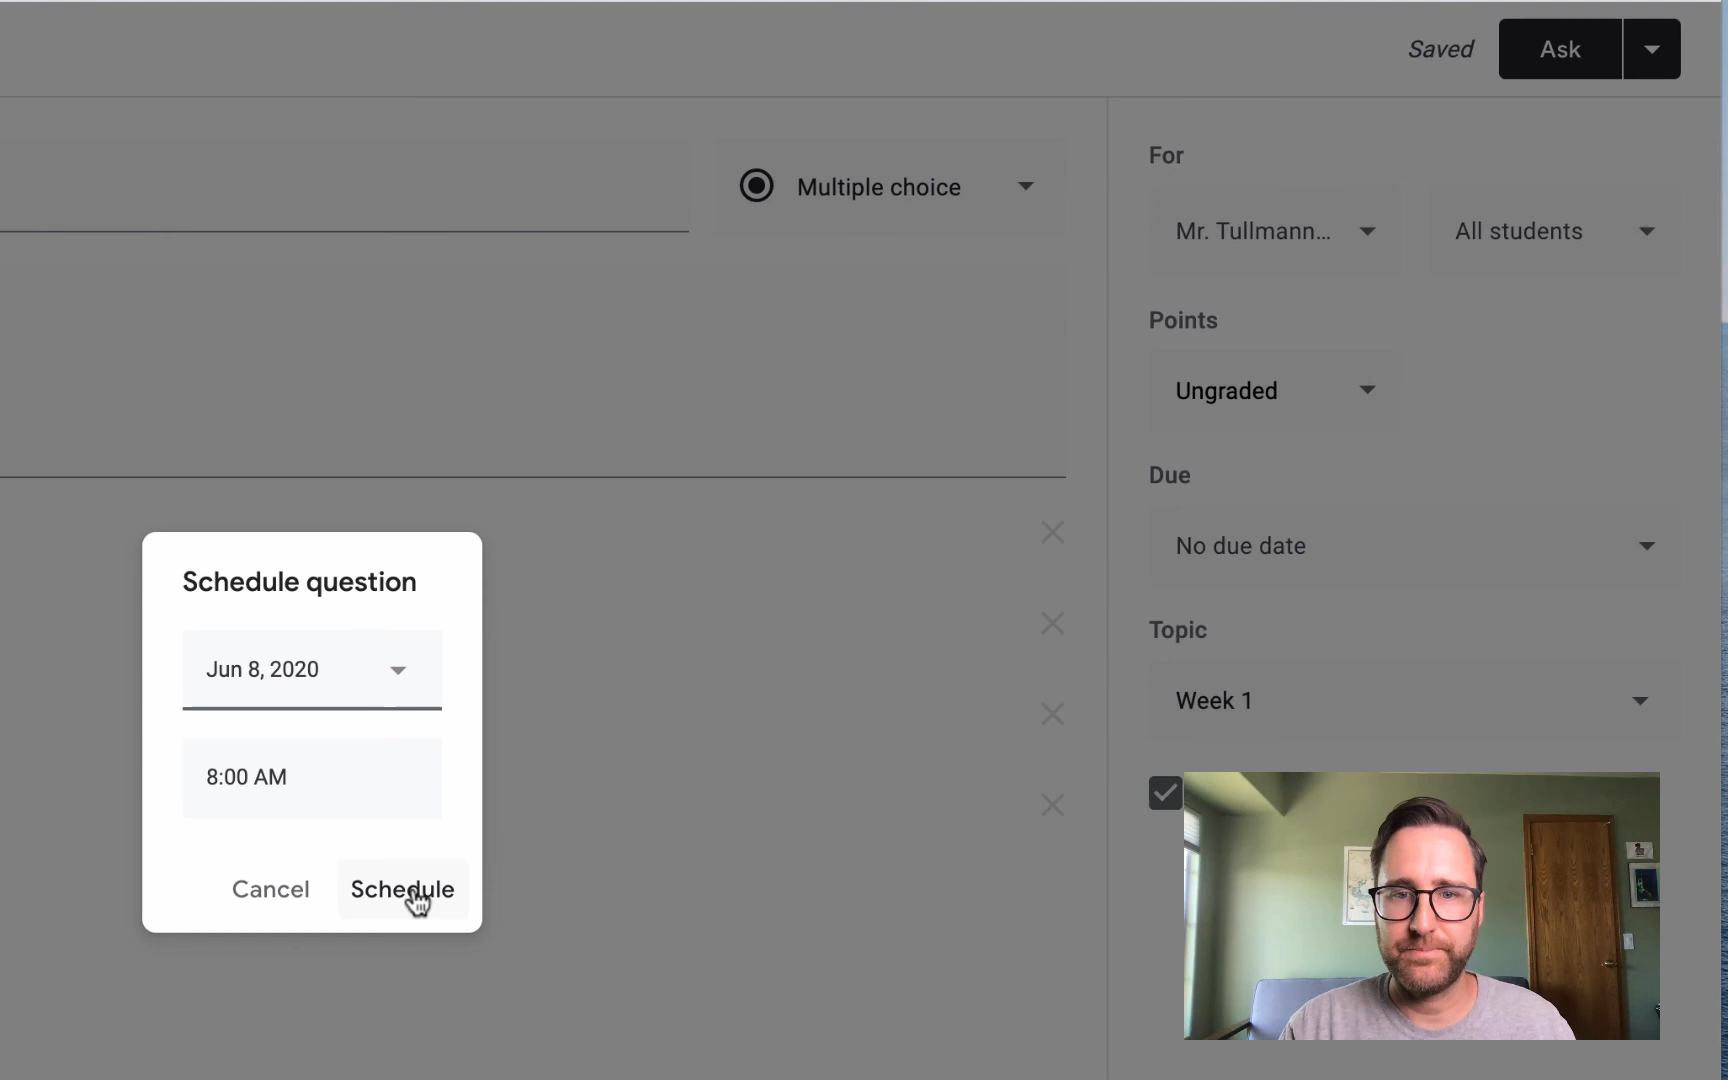 Saved
Ask
Multiple choice
For
Mr. Tullmann...
All students
Points
Ungraded
Due
No due date
Topic
Week 1
Schedule question
Jun 8, 2020
8:00 AM
Cancel
Schedule